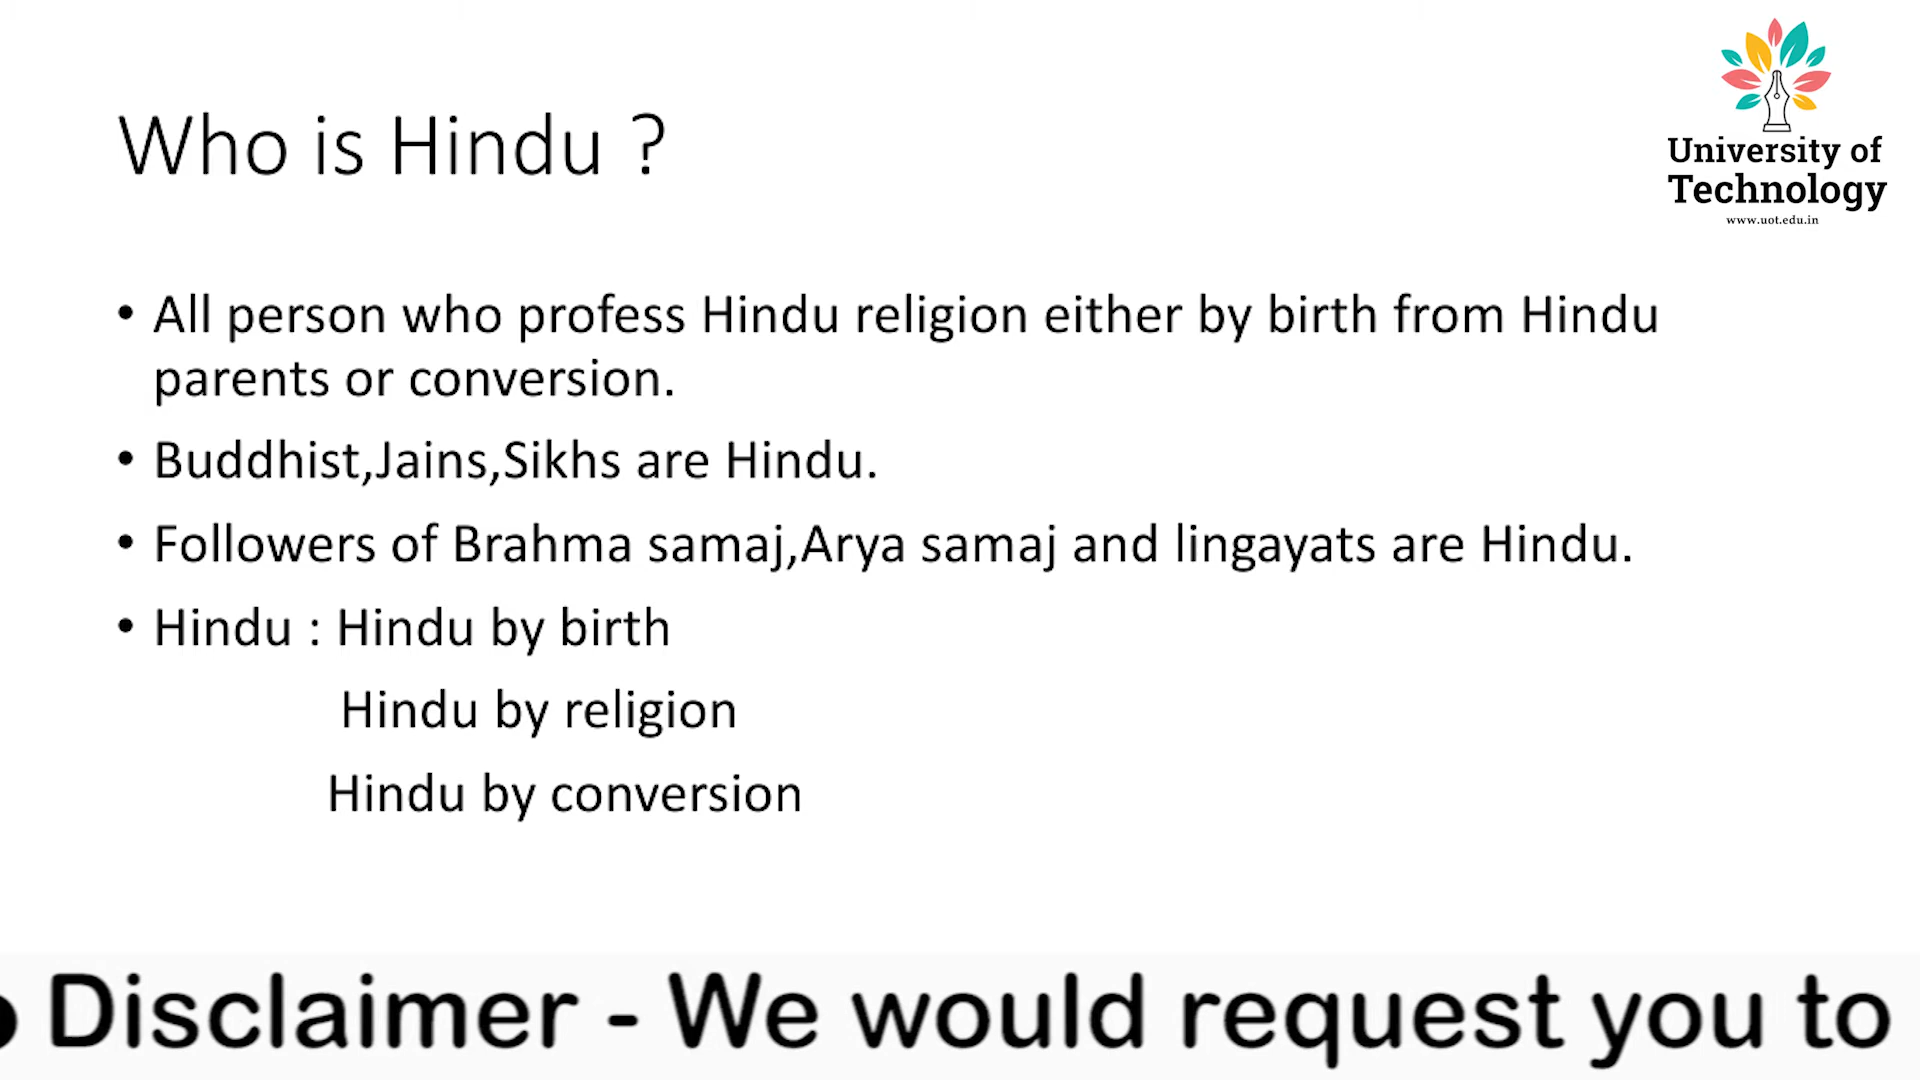 University of
Technology
www.uot.edu.in
Who is Hindu ?
• All person who profess Hindu religion either by birth from Hindu
parents or conversion.
• Buddhist,Jains,Sikhs are Hindu.
• Followers of Brahma samaj,Arya samaj and lingayats are Hindu.
• Hindu : Hindu by birth
Hindu by religion
Hindu by conversion
Disclaimer - We would request you to